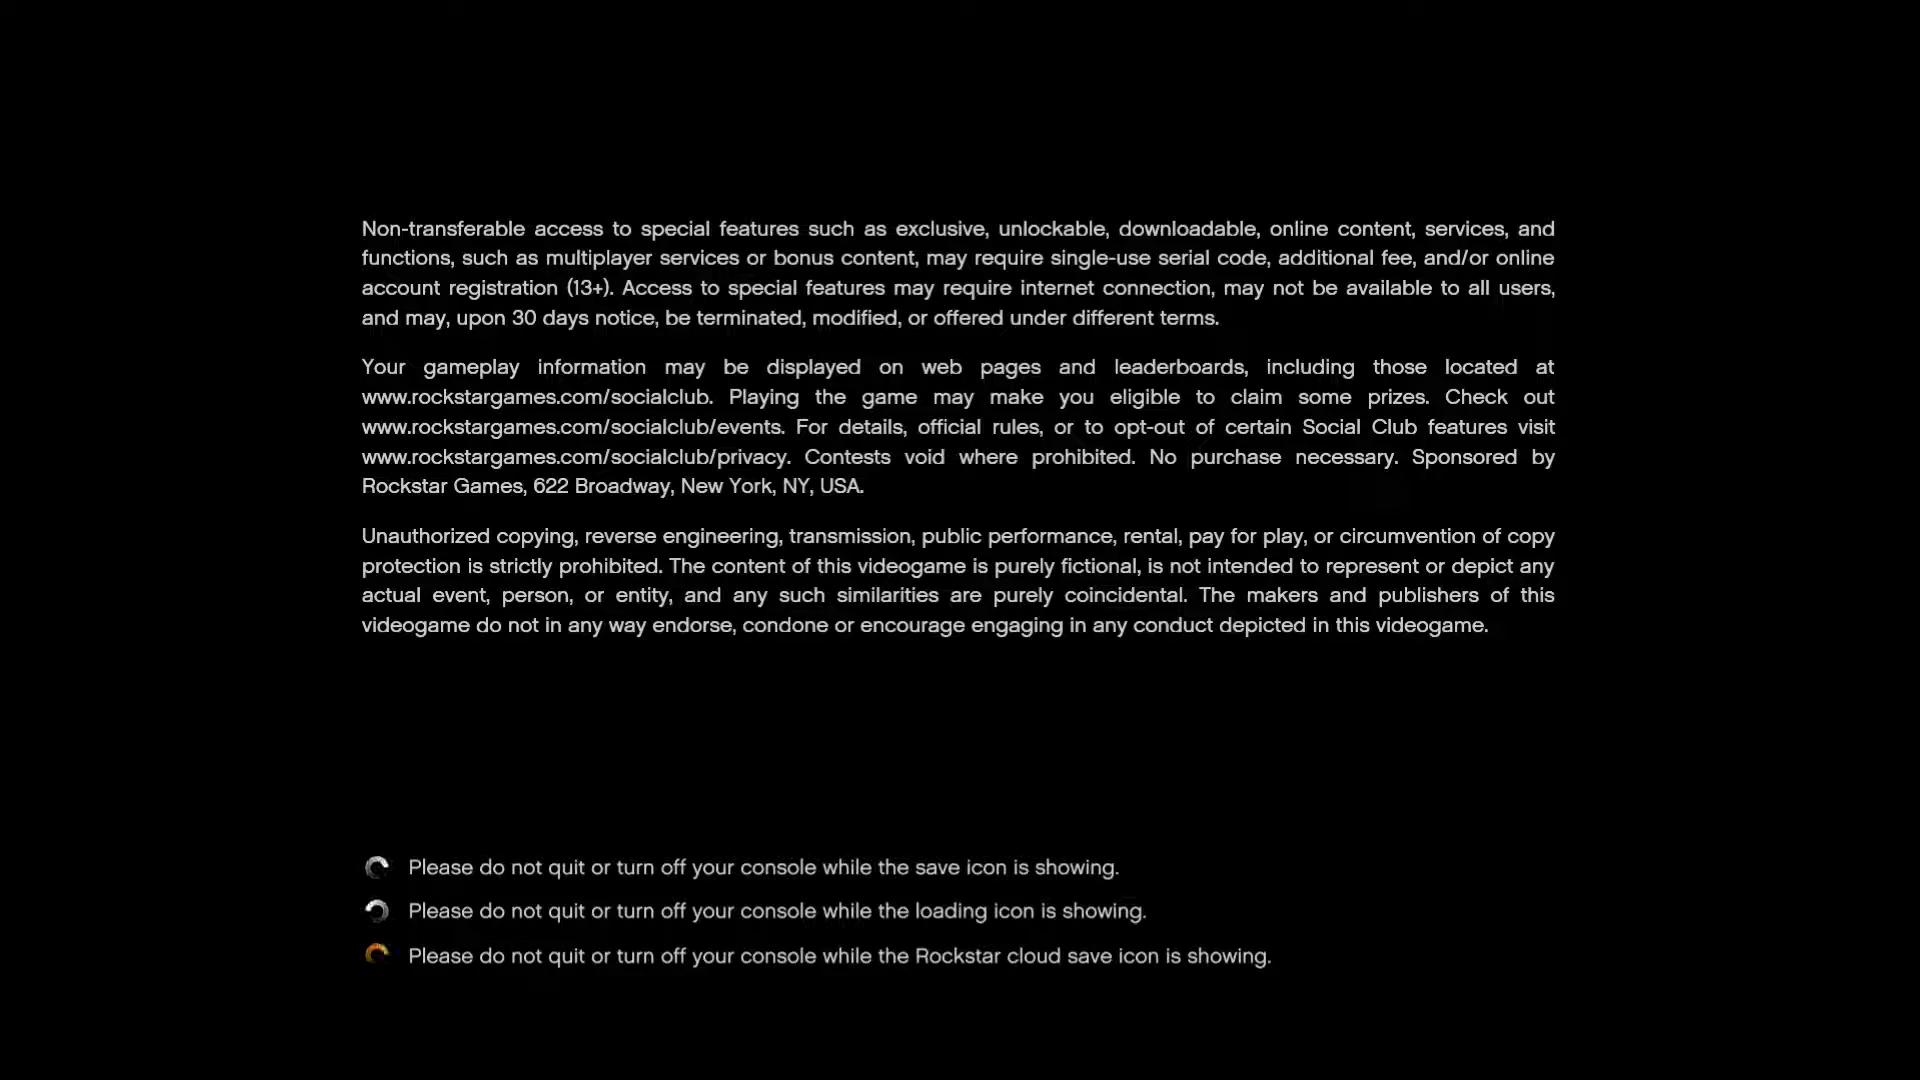 Non-transferable access to special features such as exclusive, unlockable, downloadable, online content, services, and
functions, such as multiplayer services or bonus content, may require single-use serial code, additional fee, and/or online
account registration (13+). Access to special features may require internet connection, may not be available to all users,
and may, upon 30 days notice, be terminated, modified, or offered under different terms.
Your gameplay information may be displayed on web pages and leaderboards, including those located at
www.rockstargames.com/socialclub. Playing the game may make you eligible to claim some prizes. Check out
www.rockstargames.com/socialclub/events. For details, official rules, or to opt-out of certain Social Club features visit
www.rockstargames.com/socialclub/privacy. Contests void where prohibited. No purchase necessary. Sponsored by
Rockstar Games, 622 Broadway, New York, NY, USA.
Unauthorized copying, reverse engineering, transmission, public performance, rental, pay for play, or circumvention of copy
protection is strictly prohibited. The content of this videogame is purely fictional, is not intended to represent or depict any
actual event, person, or entity, and any such similarities are purely coincidental. The makers and publishers of this
videogame do not in any way endorse, condone or encourage engaging in any conduct depicted in this videogame.
Please do not quit or turn off your console while the save icon is showing.
Please do not quit or turn off your console while the loading icon is showing.
Please do not quit or turn off your console while the Rockstar cloud save icon is showing.